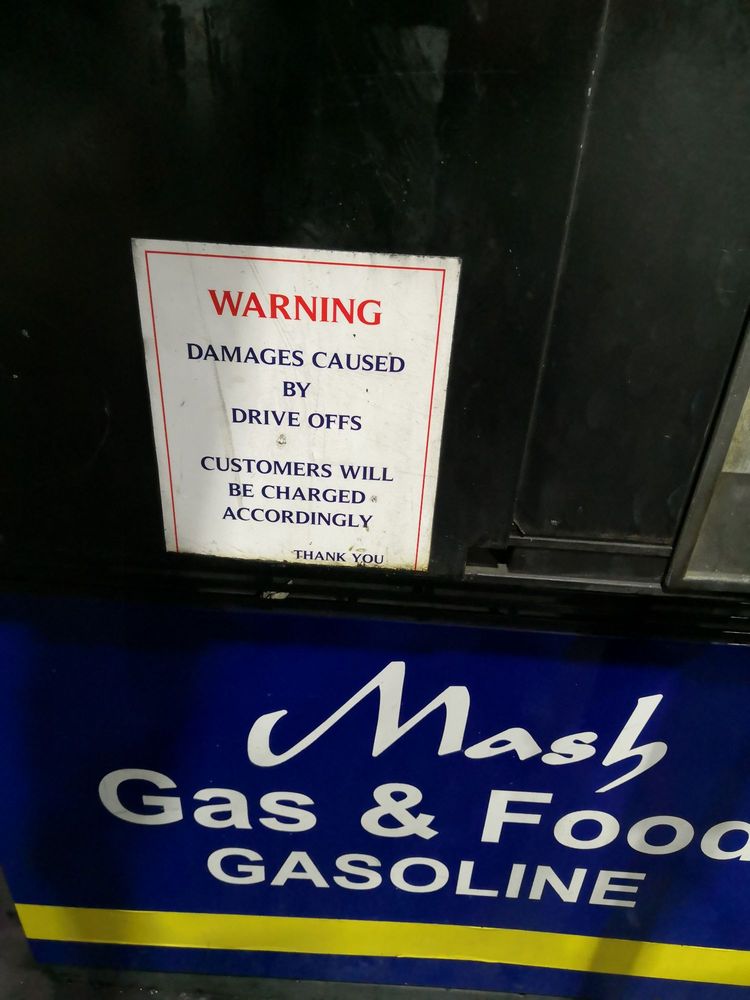 WARNING
DAMAGES CAUSED
BY
DRIVE OFFS
CUSTOMERS WILL
BE CHARGED
ACCORDINGLY
THANK YOU
Mash
Gas & Food
GASOLINE